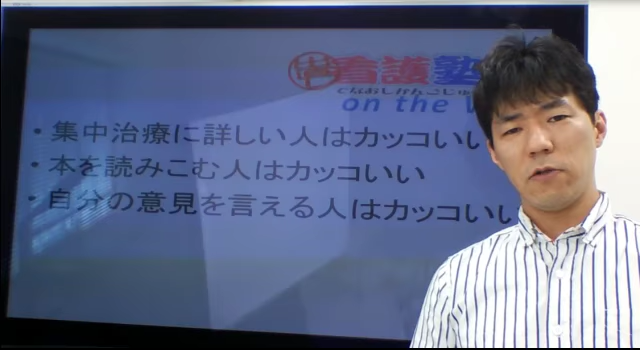 看護塾
on the W
・集中治療に詳しい人はカッコいい
・本を読みこむ人はカッコいい
・自分の意見を言える人はカッコいい